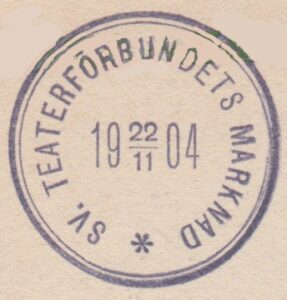 SV. TEATERFÖRBUNDETS MARKNAD *
19 22/11 04